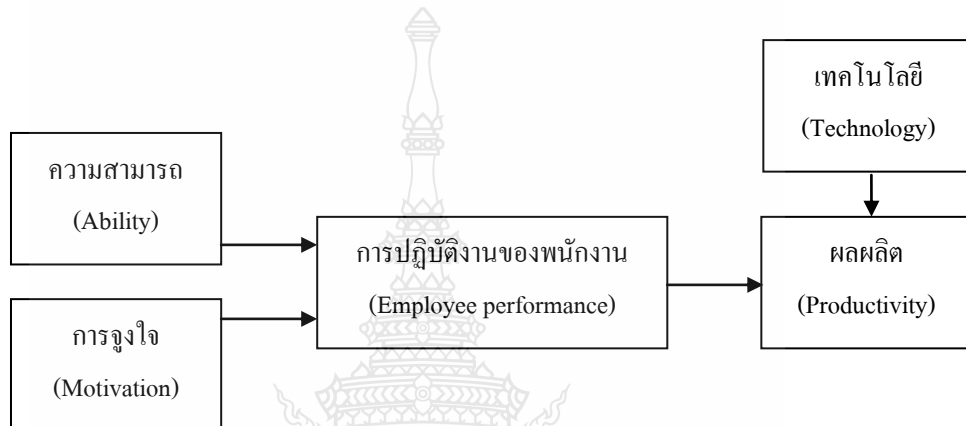 เทคโนโลยี
(Technology)
ความสามารถ
(Ability)
การปฏิบัติงานของพนักงาน
(Employee performance)
ผลผลิต
(Productivity)
การจูงใจ
(Motivation)